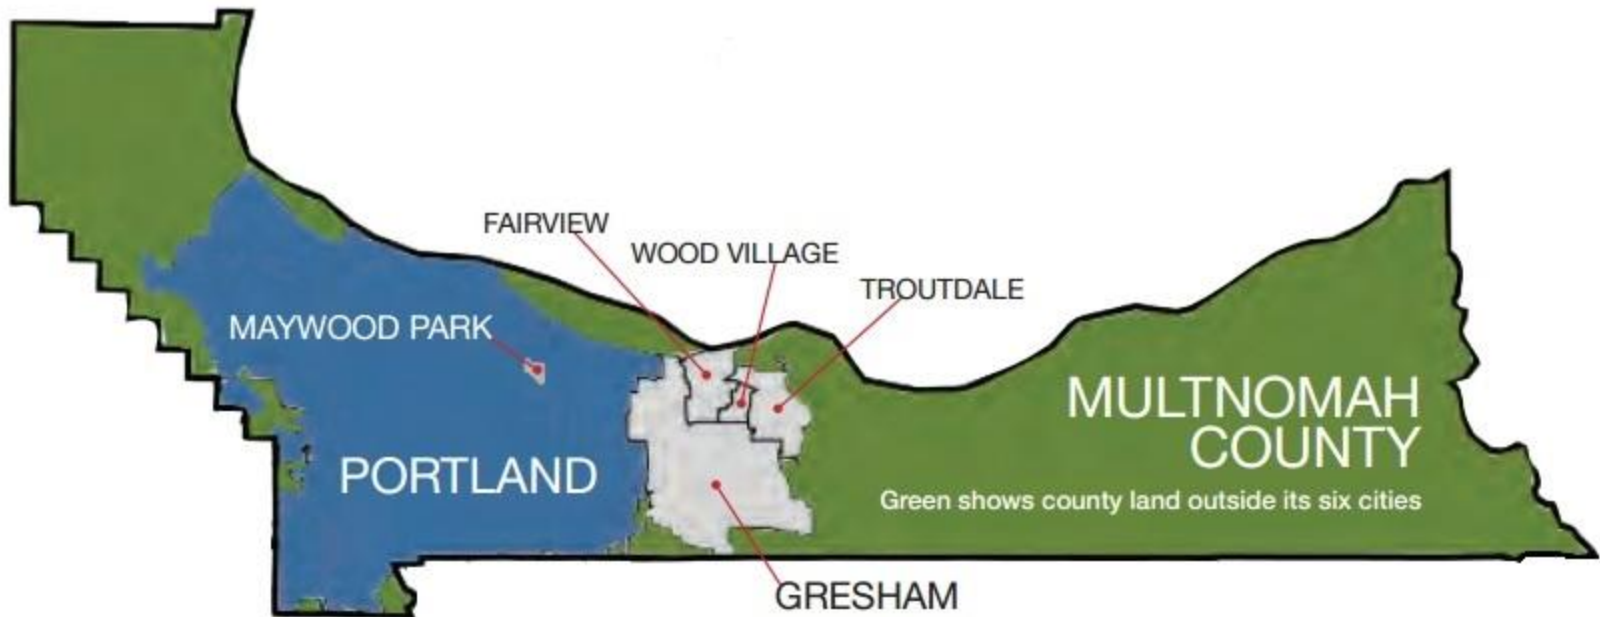 FAIRVIEW
WOOD VILLAGE
TROUTDALE
MAYWOOD PARK
MULTNOMAH
COUNTY
PORTLAND
Green shows county land outside its six cities
GRESHAM